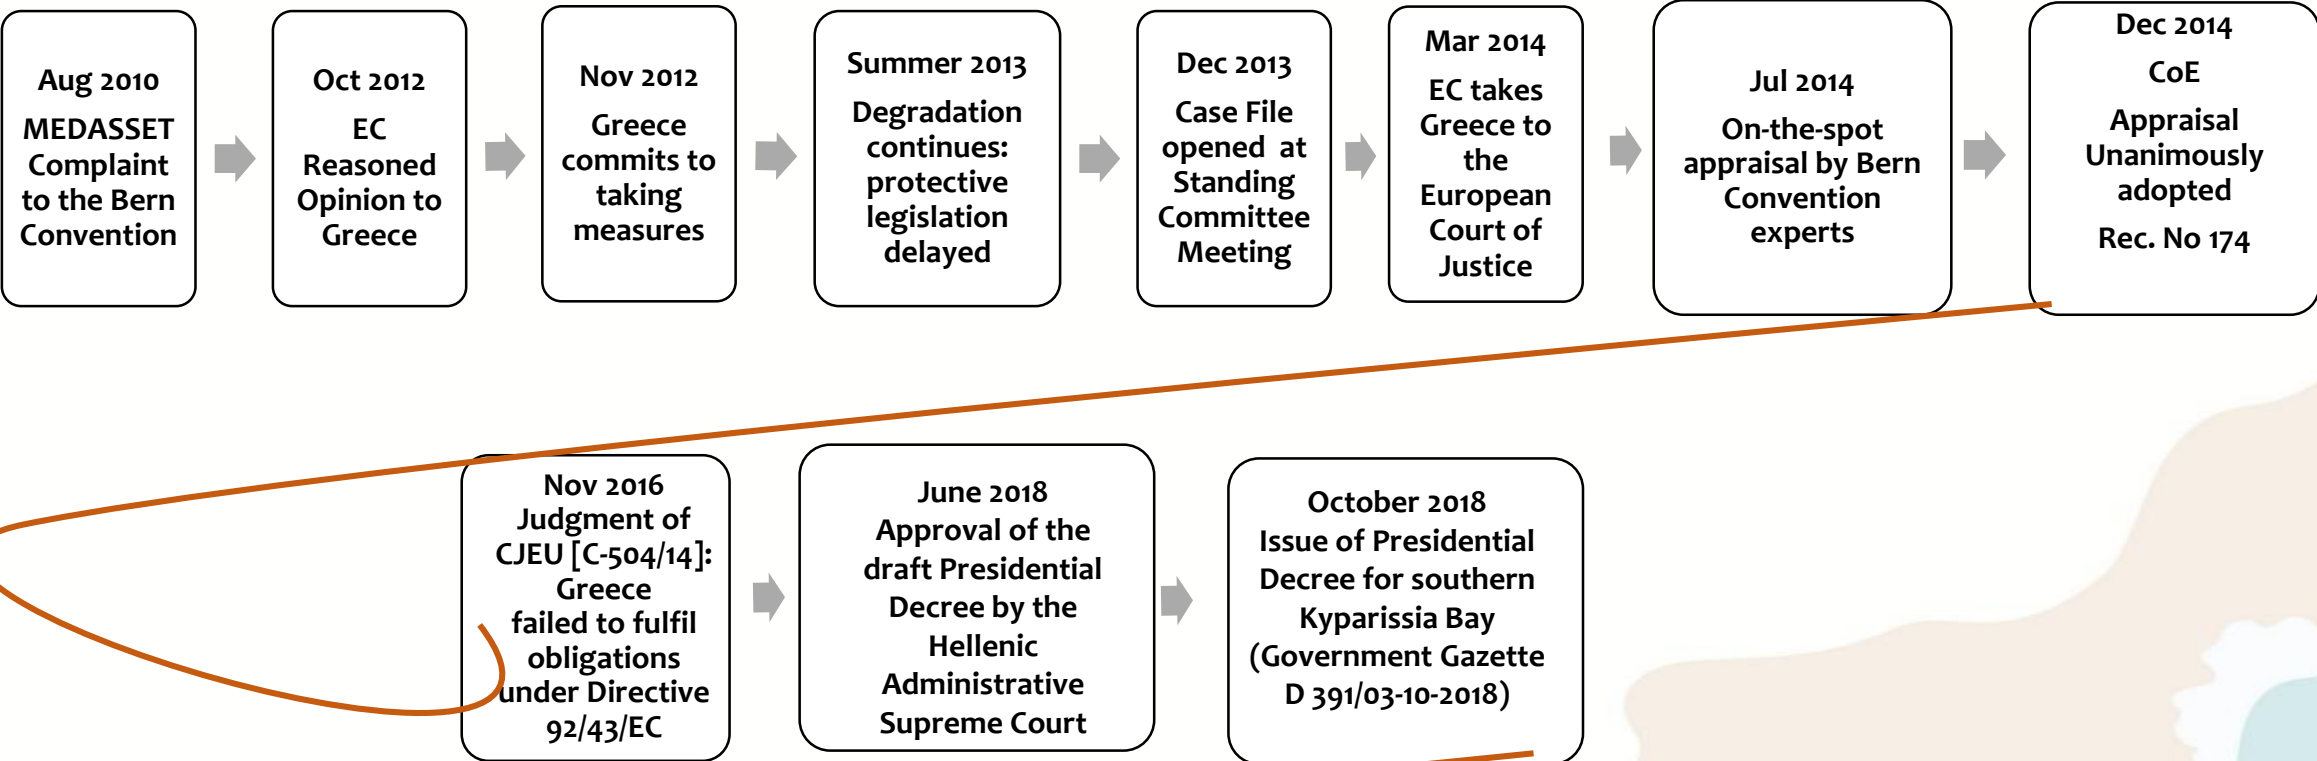 Aug 2010
MEDASSET
Complaint
to the Bern
Convention
Oct 2012
EC
Reasoned
Opinion to
Greece
Nov 2012
Greece
commits to
taking
measures
Summer 2013
Degradation
continues:
protective
legislation
delayed
Dec 2013
Case File
opened at
Standing
Committee
Meeting
Mar 2014
EC takes
Greece to
the
European
Court of
Justice
Jul 2014
On-the-spot
appraisal by Bern
Convention
experts
Dec 2014
CoE
Appraisal
Unanimously
adopted
Rec. No 174
Nov 2016
Judgment of
CJEU [C-504/14]:
Greece
failed to fulfil
obligations
under Directive
92/43/EC
June 2018
Approval of the
draft Presidential
Decree by the
Hellenic
Administrative
Supreme Court
October 2018
Issue of Presidential
Decree for southern
Kyparissia Bay
(Government Gazette
D 391/03-10-2018)